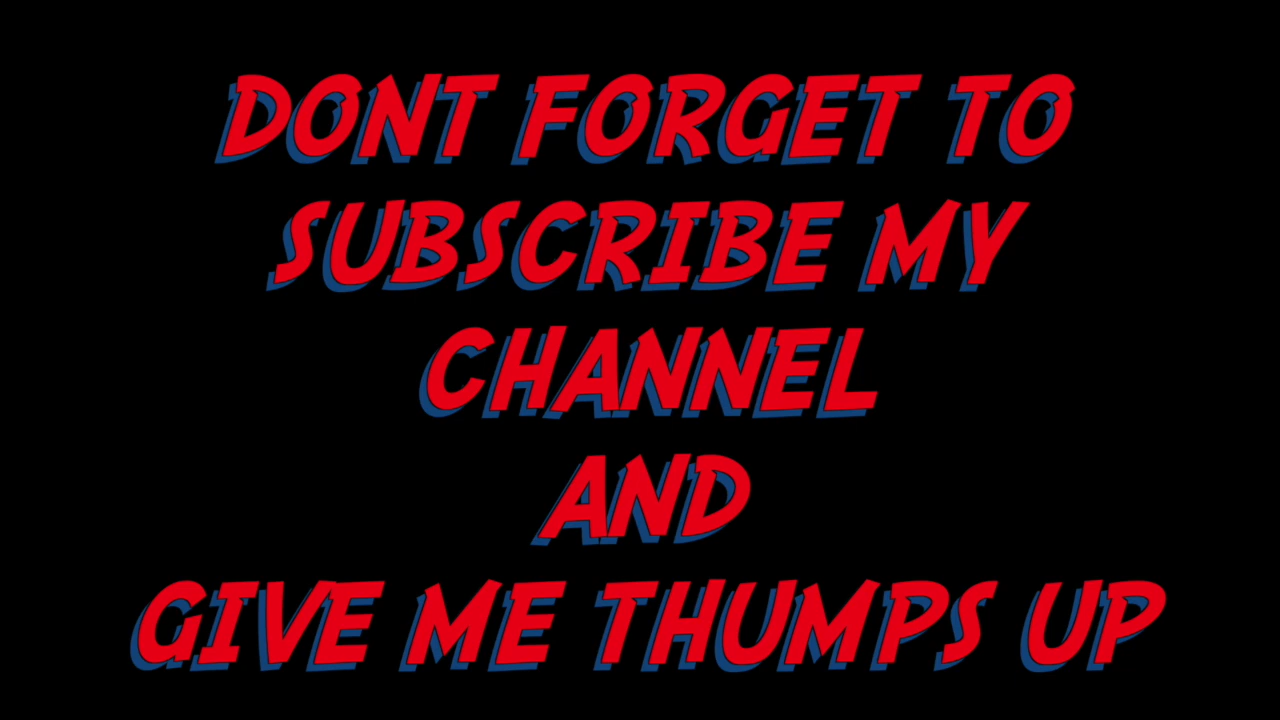 DONT FORGET TO
SUBSCRIBE MY
CHANNEL
AND
GIVE ME THUMPS UP